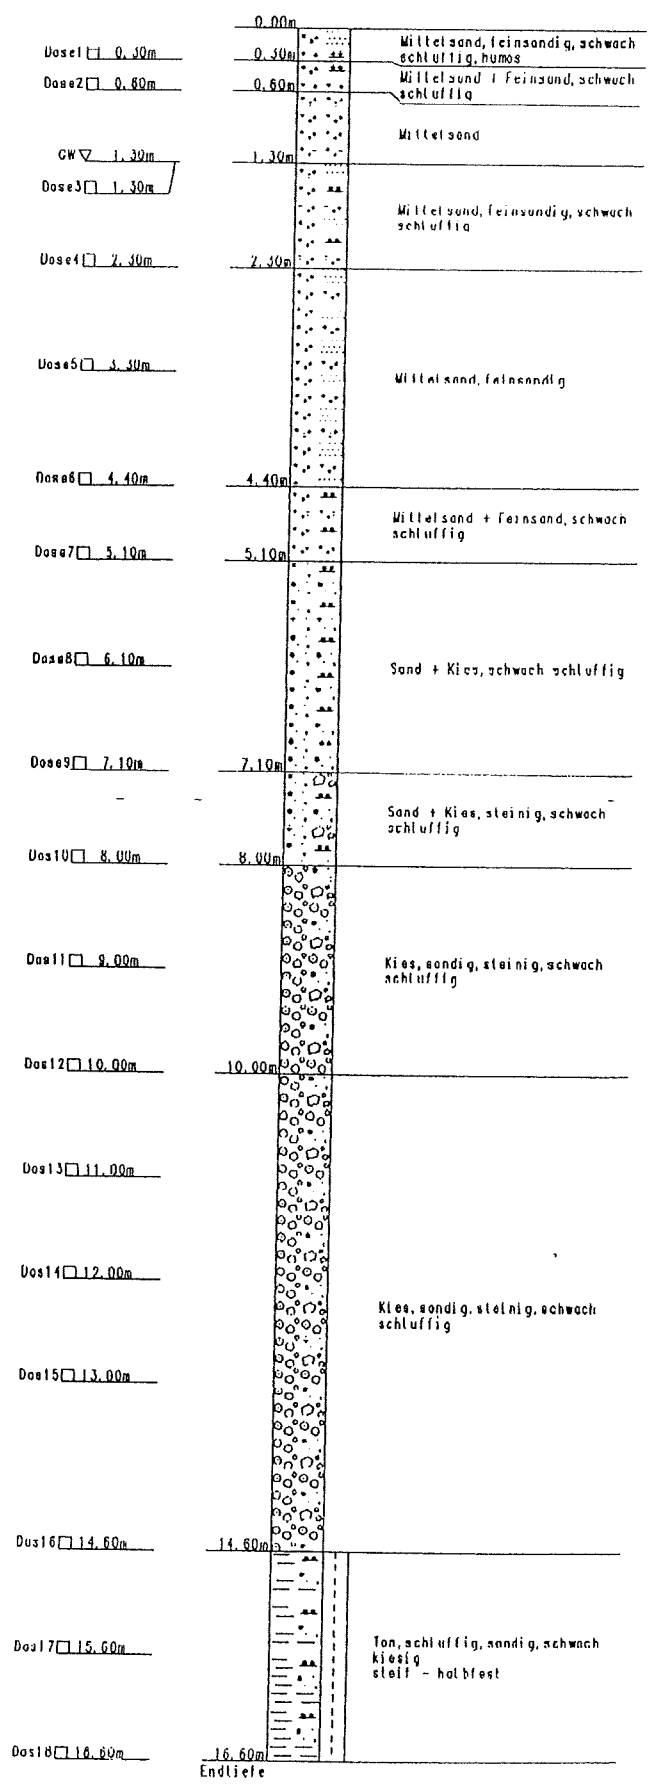 0.00m
Dose1 0.30m
0.30m
Mittelsand, feinsandig, schwach
schluffig, humos
Dose2 0.60m
0.60m
Mittelsand + Feinsand, schwach
schluffig
Mittelsand
GW 1.30m
1.30m
Dose3 1.30m
Mittelsand, feinsandig, schwach
schluffig
Dose4 2.30m
2.30m
Dose5 3.30m
Mittelsand, feinsandig
Dose6 4.40m
4.40m
Mittelsand + Feinsand, schwach
schluffig
Dose7 5.10m
5.10m
Dose8 6.10m
Sand + Kies, schwach schluffig
Dose9 7.10m
7.10m
Sand + Kies, steinig, schwach
schluffig
Dos10 8.00m
8.00m
Dos11 9.00m
Kies, sandig, steinig, schwach
schluffig
Dos12 10.00m
10.00m
Dos13 11.00m
Dos14 12.00m
Kies, sandig, steinig, schwach
schluffig
Dos15 13.00m
Dos16 14.60m
14.60m
Dos17 15.60m
Ton, schluffig, sandig, schwach
kiesig
steif - halbfest
Dos18 16.60m
16.60m
Endtiefe